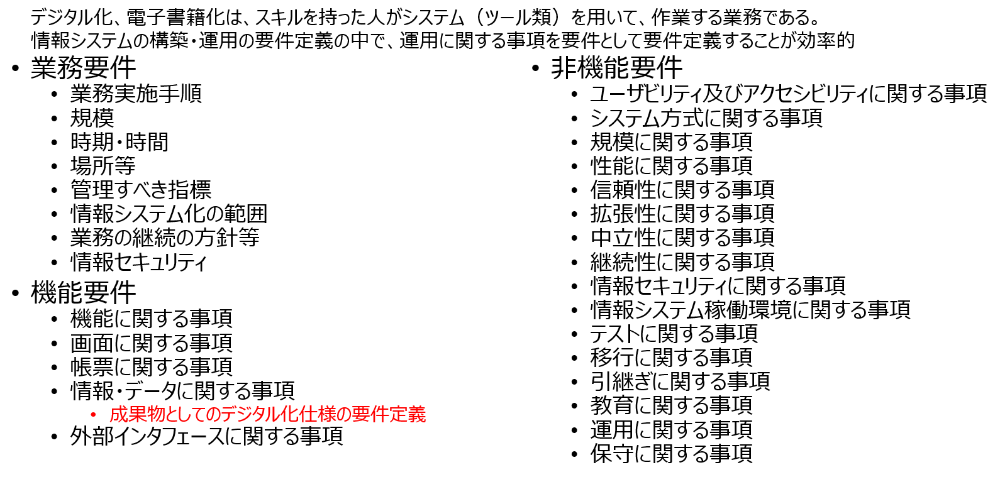 デジタル化、電子書籍化は、スキルを持った人がシステム（ツール類）を用いて、作業する業務である。
情報システムの構築・運用の要件定義の中で、運用に関する事項を要件として要件定義することが効率的
• 業務要件
• 業務実施手順
• 規模
• 時期・時間
• 場所等
• 管理すべき指標
• 情報システム化の範囲
• 業務の継続の方針等
• 情報セキュリティ
• 機能要件
• 機能に関する事項
• 画面に関する事項
• 帳票に関する事項
• 情報・データに関する事項
• 成果物としてのデジタル化仕様の要件定義
• 外部インタフェースに関する事項
• 非機能要件
• ユーザビリティ及びアクセシビリティに関する事項
• システム方式に関する事項
• 規模に関する事項
• 性能に関する事項
• 信頼性に関する事項
• 拡張性に関する事項
• 中立性に関する事項
• 継続性に関する事項
• 情報セキュリティに関する事項
• 情報システム稼働環境に関する事項
• テストに関する事項
• 移行に関する事項
• 引継ぎに関する事項
• 教育に関する事項
• 運用に関する事項
• 保守に関する事項